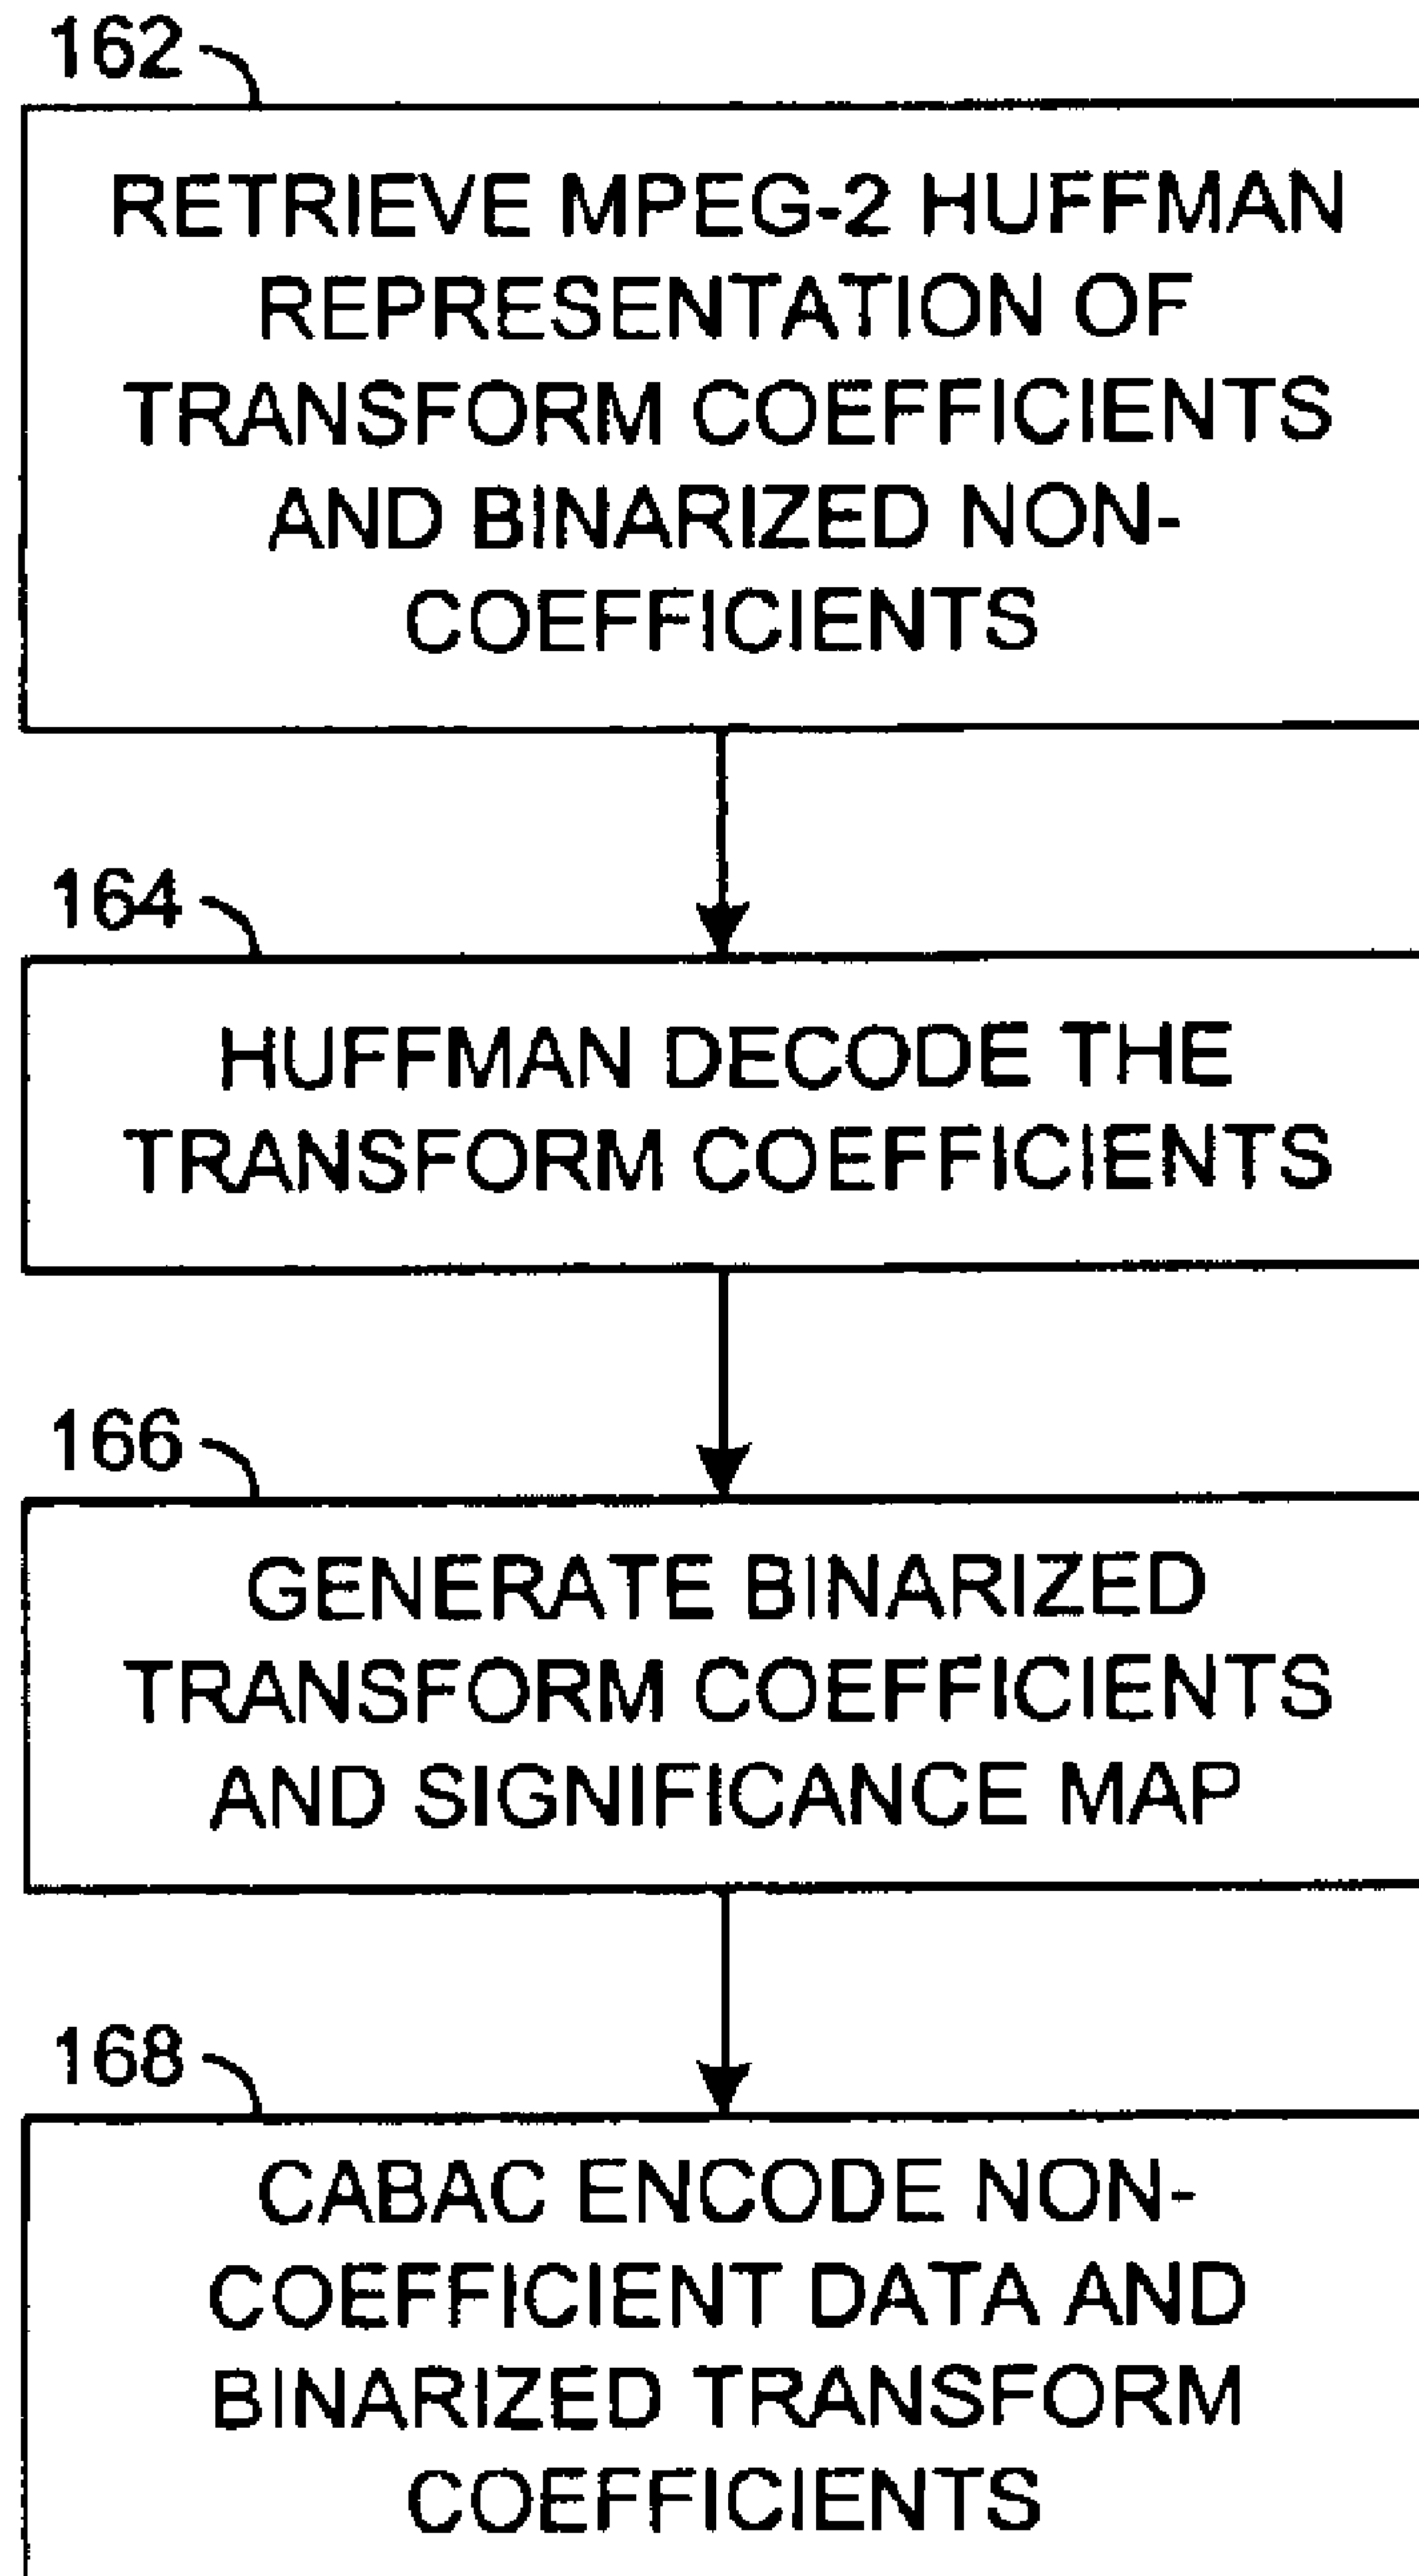 162
RETRIEVE MPEG-2 HUFFMAN
REPRESENTATION OF
TRANSFORM COEFFICIENTS
AND BINARIZED NON-
COEFFICIENTS
164
HUFFMAN DECODE THE
TRANSFORM COEFFICIENTS
166
GENERATE BINARIZED
TRANSFORM COEFFICIENTS
AND SIGNIFICANCE MAP
168
CABAC ENCODE NON-
COEFFICIENT DATA AND
BINARIZED TRANSFORM
COEFFICIENTS